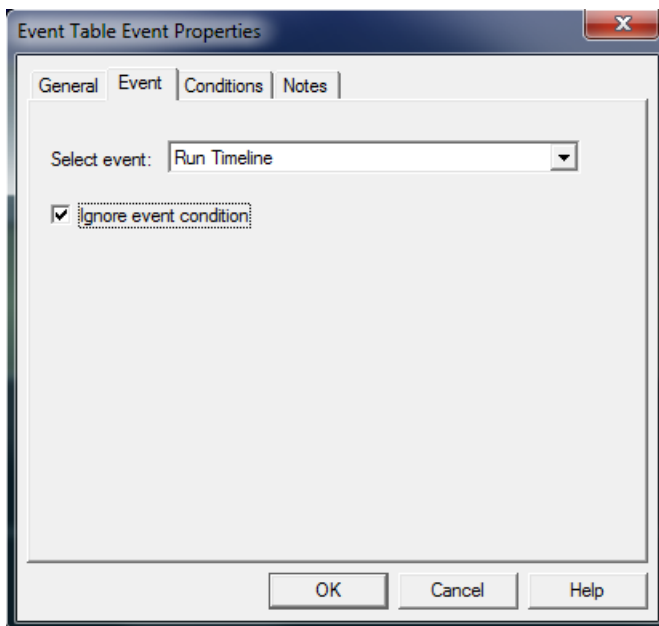 Event Table Event Properties
General Event Conditions Notes
Select event: Run Timeline
Ignore event condition
OK Cancel Help